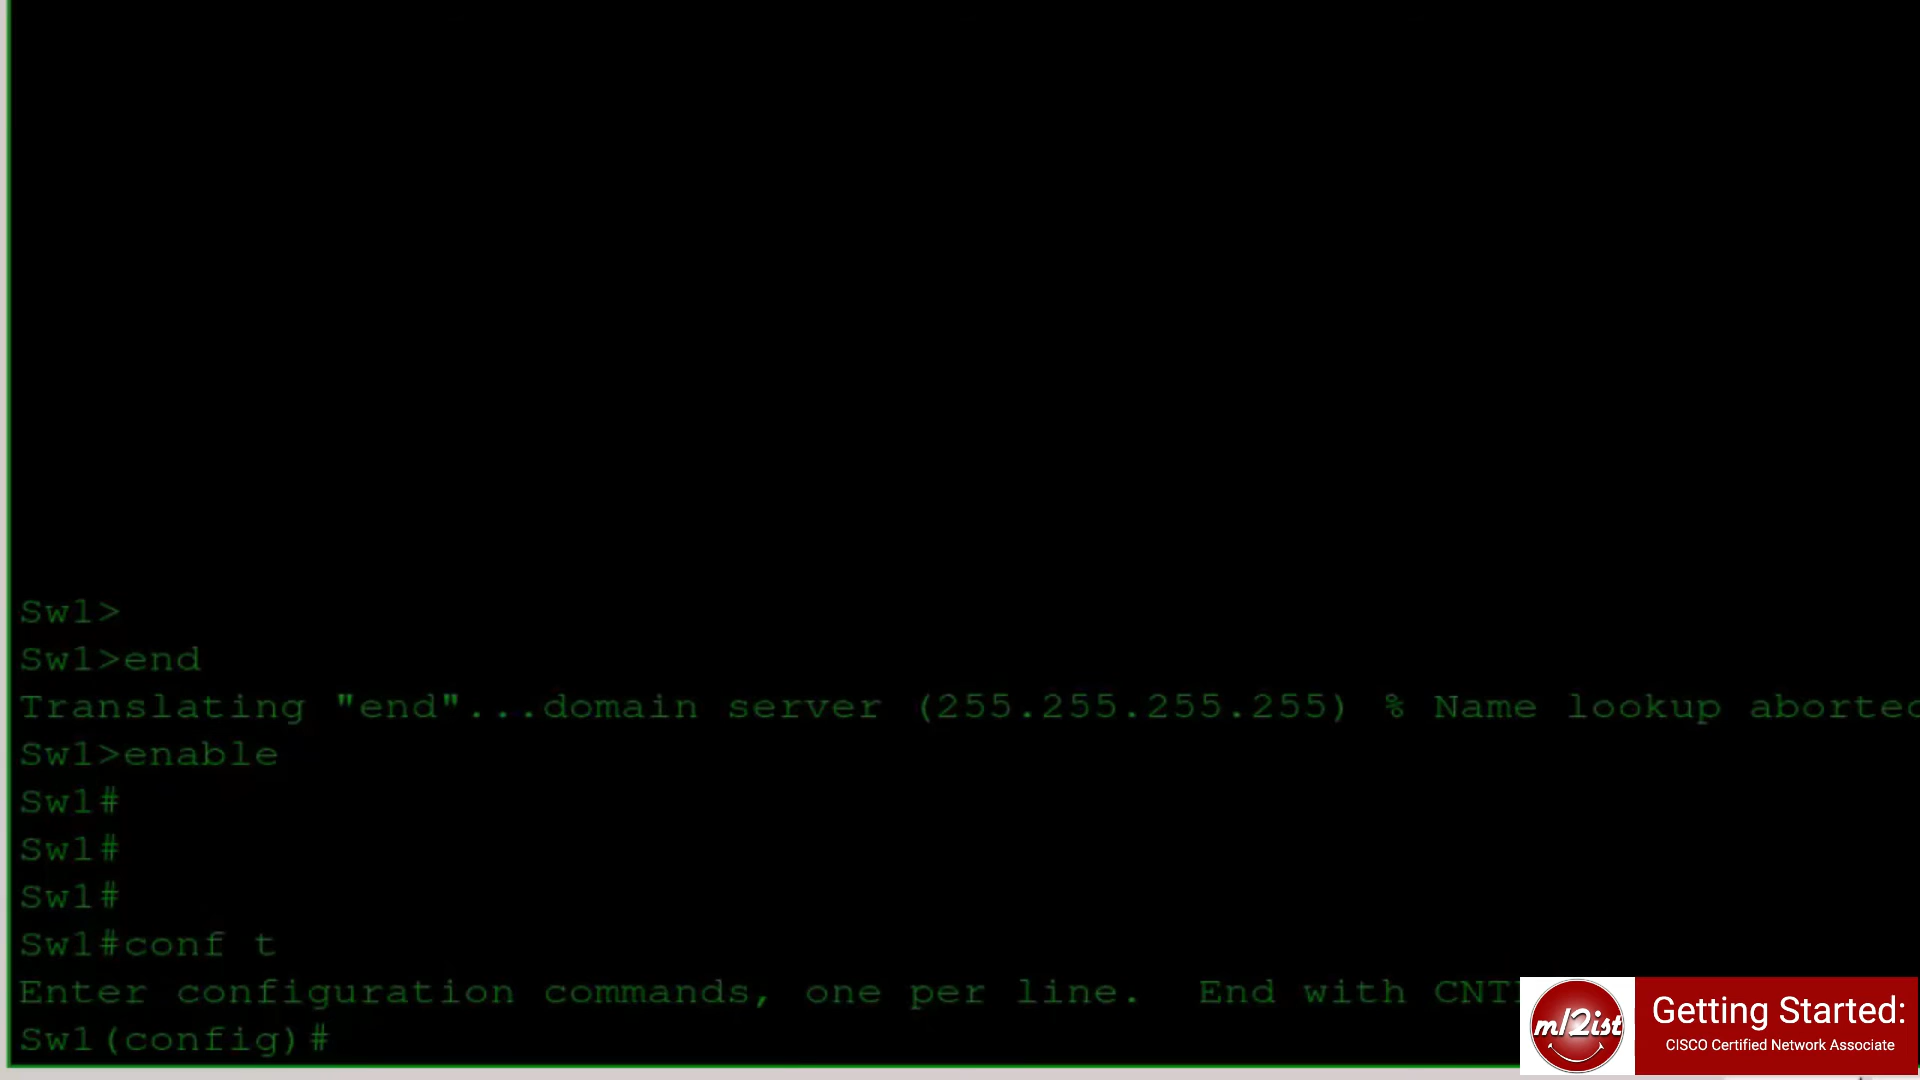 Sw1>
Sw1>end
Translating "end"...domain server (255.255.255.255) % Name lookup aborted
Sw1>enable
Sw1#
Sw1#
Sw1#
Sw1#conf t
Enter configuration commands, one per line.  End with CNT
Sw1(config)#
ml2ist
Getting Started:
CISCO Certified Network Associate